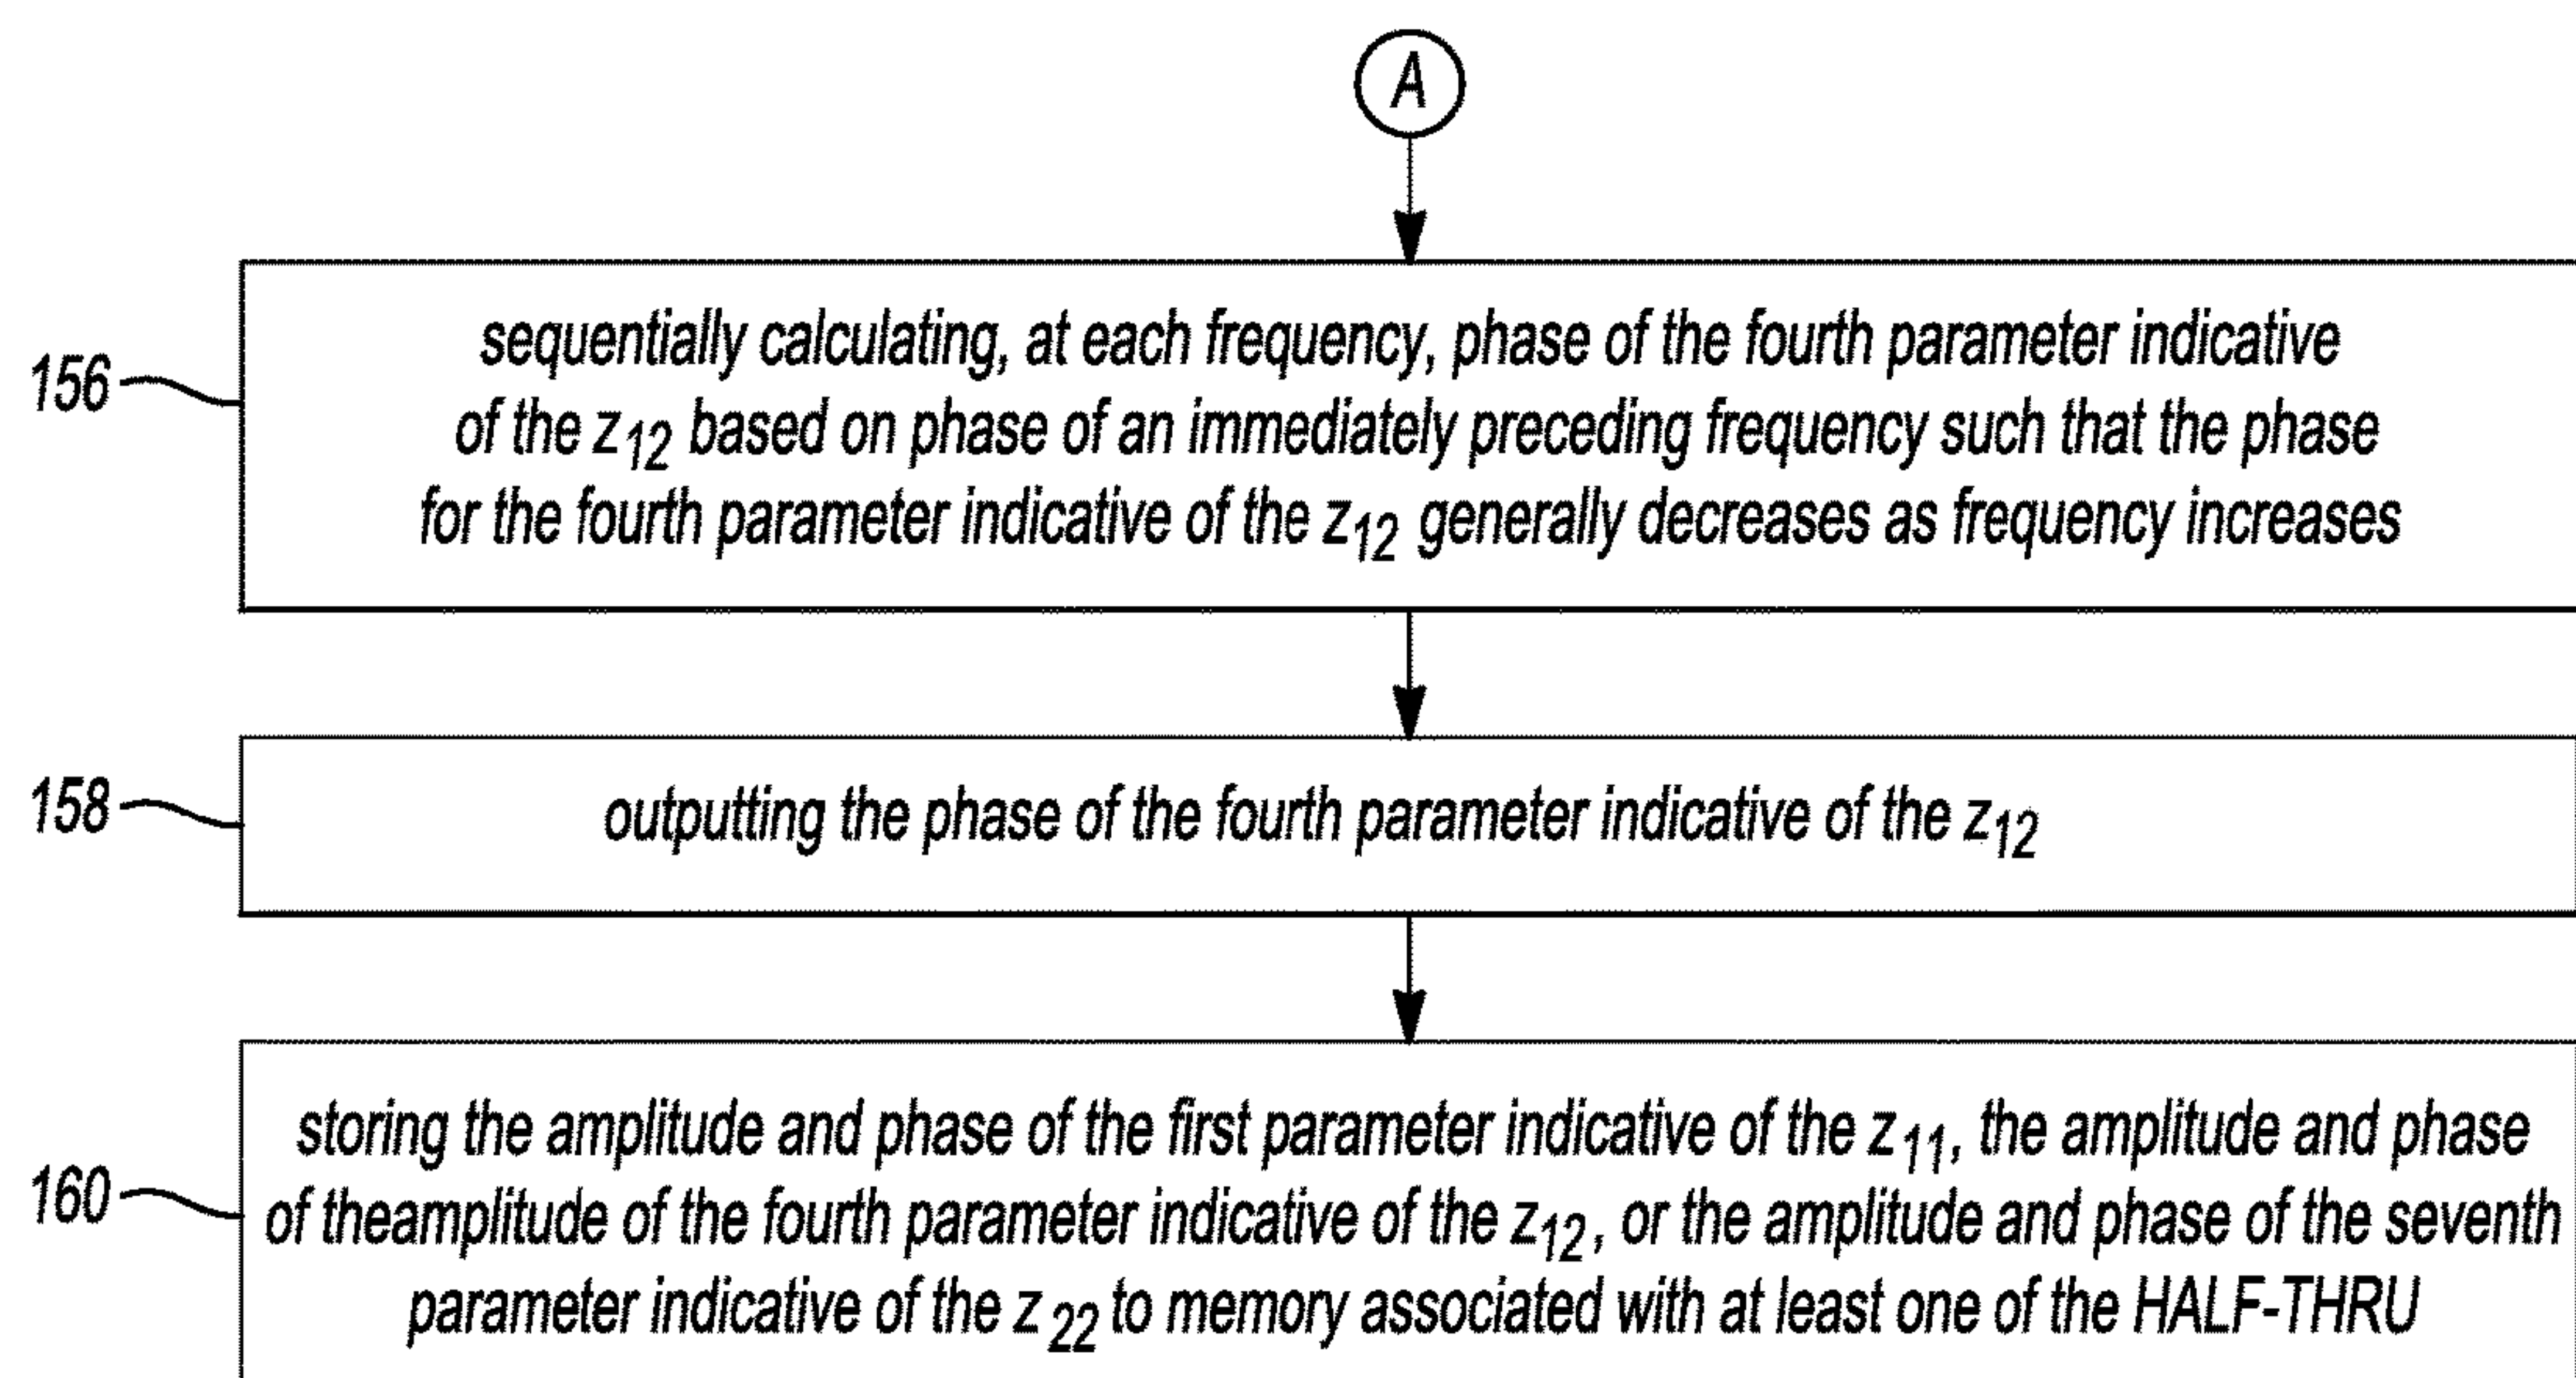 A
156
sequentially calculating, at each frequency, phase of the fourth parameter indicative
of the z12 based on phase of an immediately preceding frequency such that the phase
for the fourth parameter indicative of the z12 generally decreases as frequency increases
158
outputting the phase of the fourth parameter indicative of the z12
160
storing the amplitude and phase of the first parameter indicative of the z11, the amplitude and phase
of theamplitude of the fourth parameter indicative of the z12, or the amplitude and phase of the seventh
parameter indicative of the z22 to memory associated with at least one of the HALF-THRU